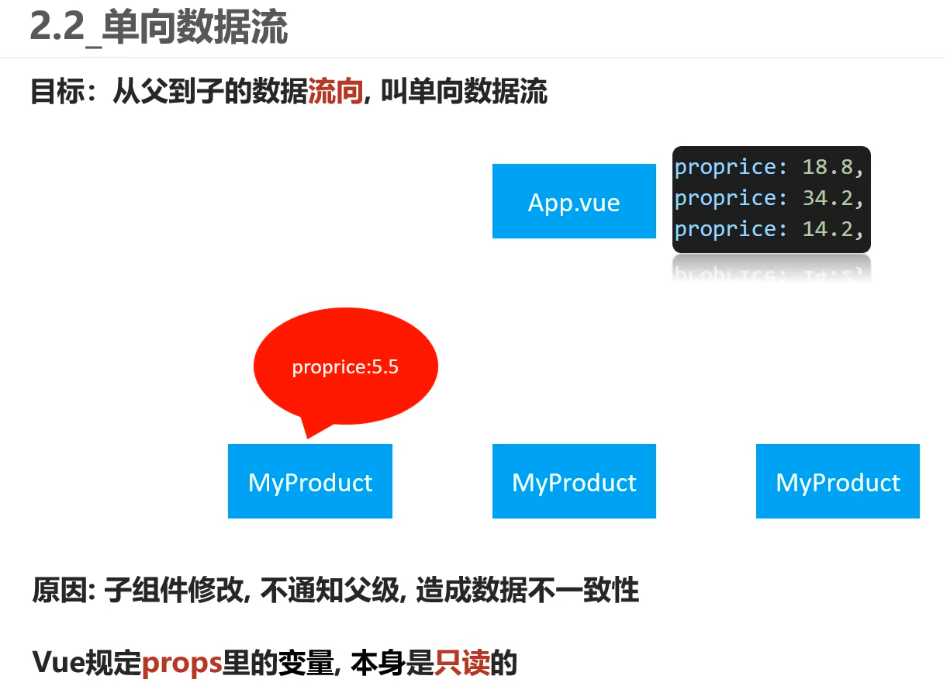 2.2_单向数据流
目标：从父到子的数据流向, 叫单向数据流
App.vue
proprice: 18.8,
proprice: 34.2,
proprice: 14.2,
proprice:5.5
MyProduct
MyProduct
MyProduct
原因: 子组件修改, 不通知父级, 造成数据不一致性
Vue规定props里的变量, 本身是只读的